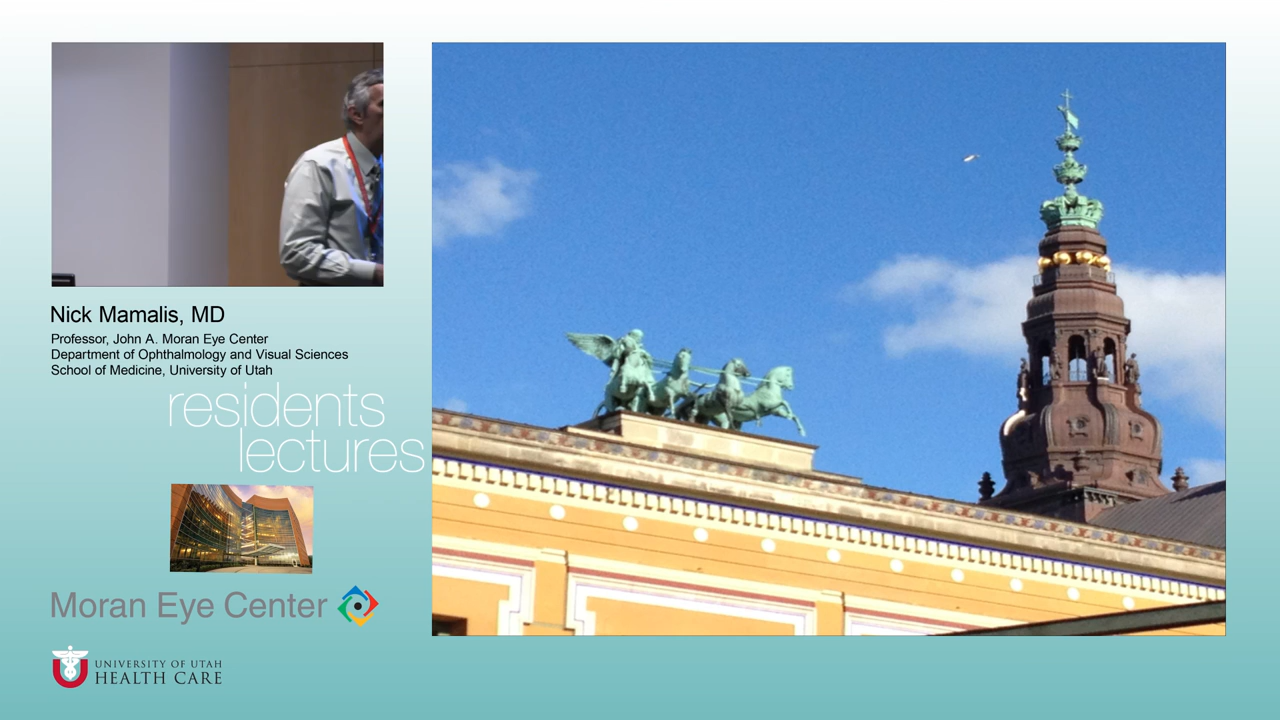 Nick Mamalis, MD
Professor, John A. Moran Eye Center
Department of Ophthalmology and Visual Sciences
School of Medicine, University of Utah
residents
lectures
Moran Eye Center
UNIVERSITY OF UTAH
HEALTH CARE